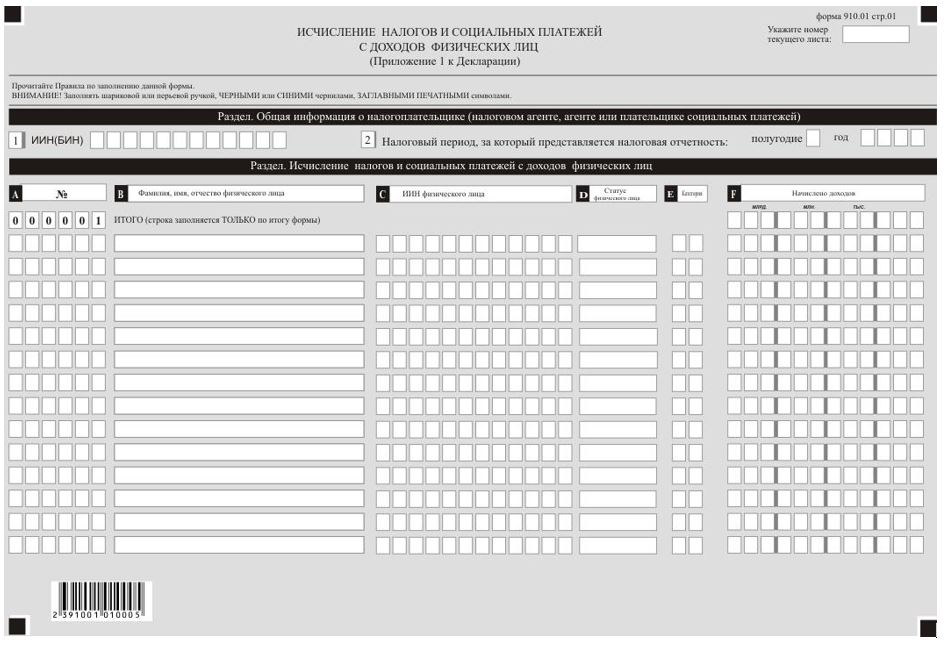 форма 910.01 стр.01
ИСЧИСЛЕНИЕ НАЛОГОВ И СОЦИАЛЬНЫХ ПЛАТЕЖЕЙ
С ДОХОДОВ ФИЗИЧЕСКИХ ЛИЦ
(Приложение 1 к Декларации)
Укажите номер
текущего листа:
Прочитайте Правила по заполнению данной формы.
ВНИМАНИЕ! Заполнять шариковой или перьевой ручкой, ЧЕРНЫМИ или СИНИМИ чернилами, ЗАГЛАВНЫМИ ПЕЧАТНЫМИ символами.
Раздел. Общая информация о налогоплательщике (налоговом агенте, агенте или плательщике социальных платежей)
1 ИИН(БИН) 2 Налоговый период, за который представляется налоговая отчетность: полугодие год
Раздел. Исчисление налогов и социальных платежей с доходов физических лиц
A № B Фамилия, имя, отчество физического лица C ИИН физического лица D Статус физического лица E Категория F Начислено доходов
млрд. млн. тыс.
0 0 0 0 0 1 ИТОГО (строка заполняется ТОЛЬКО по итогу формы)
2 391001 010005